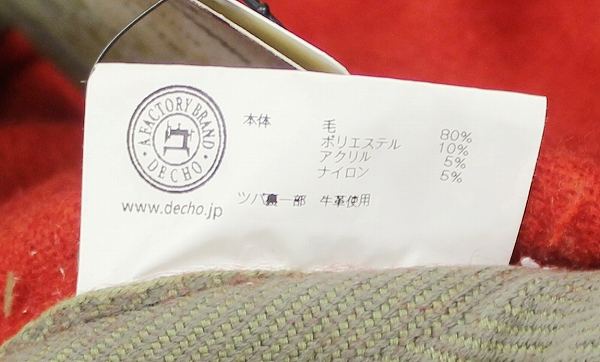 ・A FACTORY BRAND・
DECHO
www.decho.jp
本体
毛 80%
ポリエステル 10%
アクリル 5%
ナイロン 5%
ツバ裏一部 牛革使用